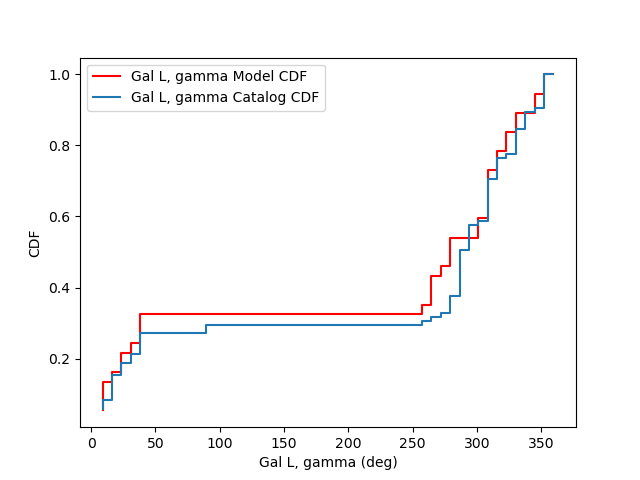 Gal L, gamma Model CDF
Gal L, gamma Catalog CDF
1.0
0.8
0.6
0.4
0.2
CDF
0 50 100 150 200 250 300 350
Gal L, gamma (deg)